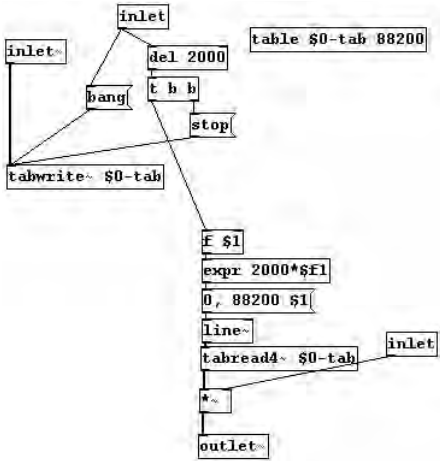 inlet
table $0-tab 88200
inlet~
del 2000
bang
t b b
stop
tabwrite~ $0-tab
f $1
expr 2000*$f1
0, 88200 $1
line~
inlet
tabread4~ $0-tab
*~
outlet~